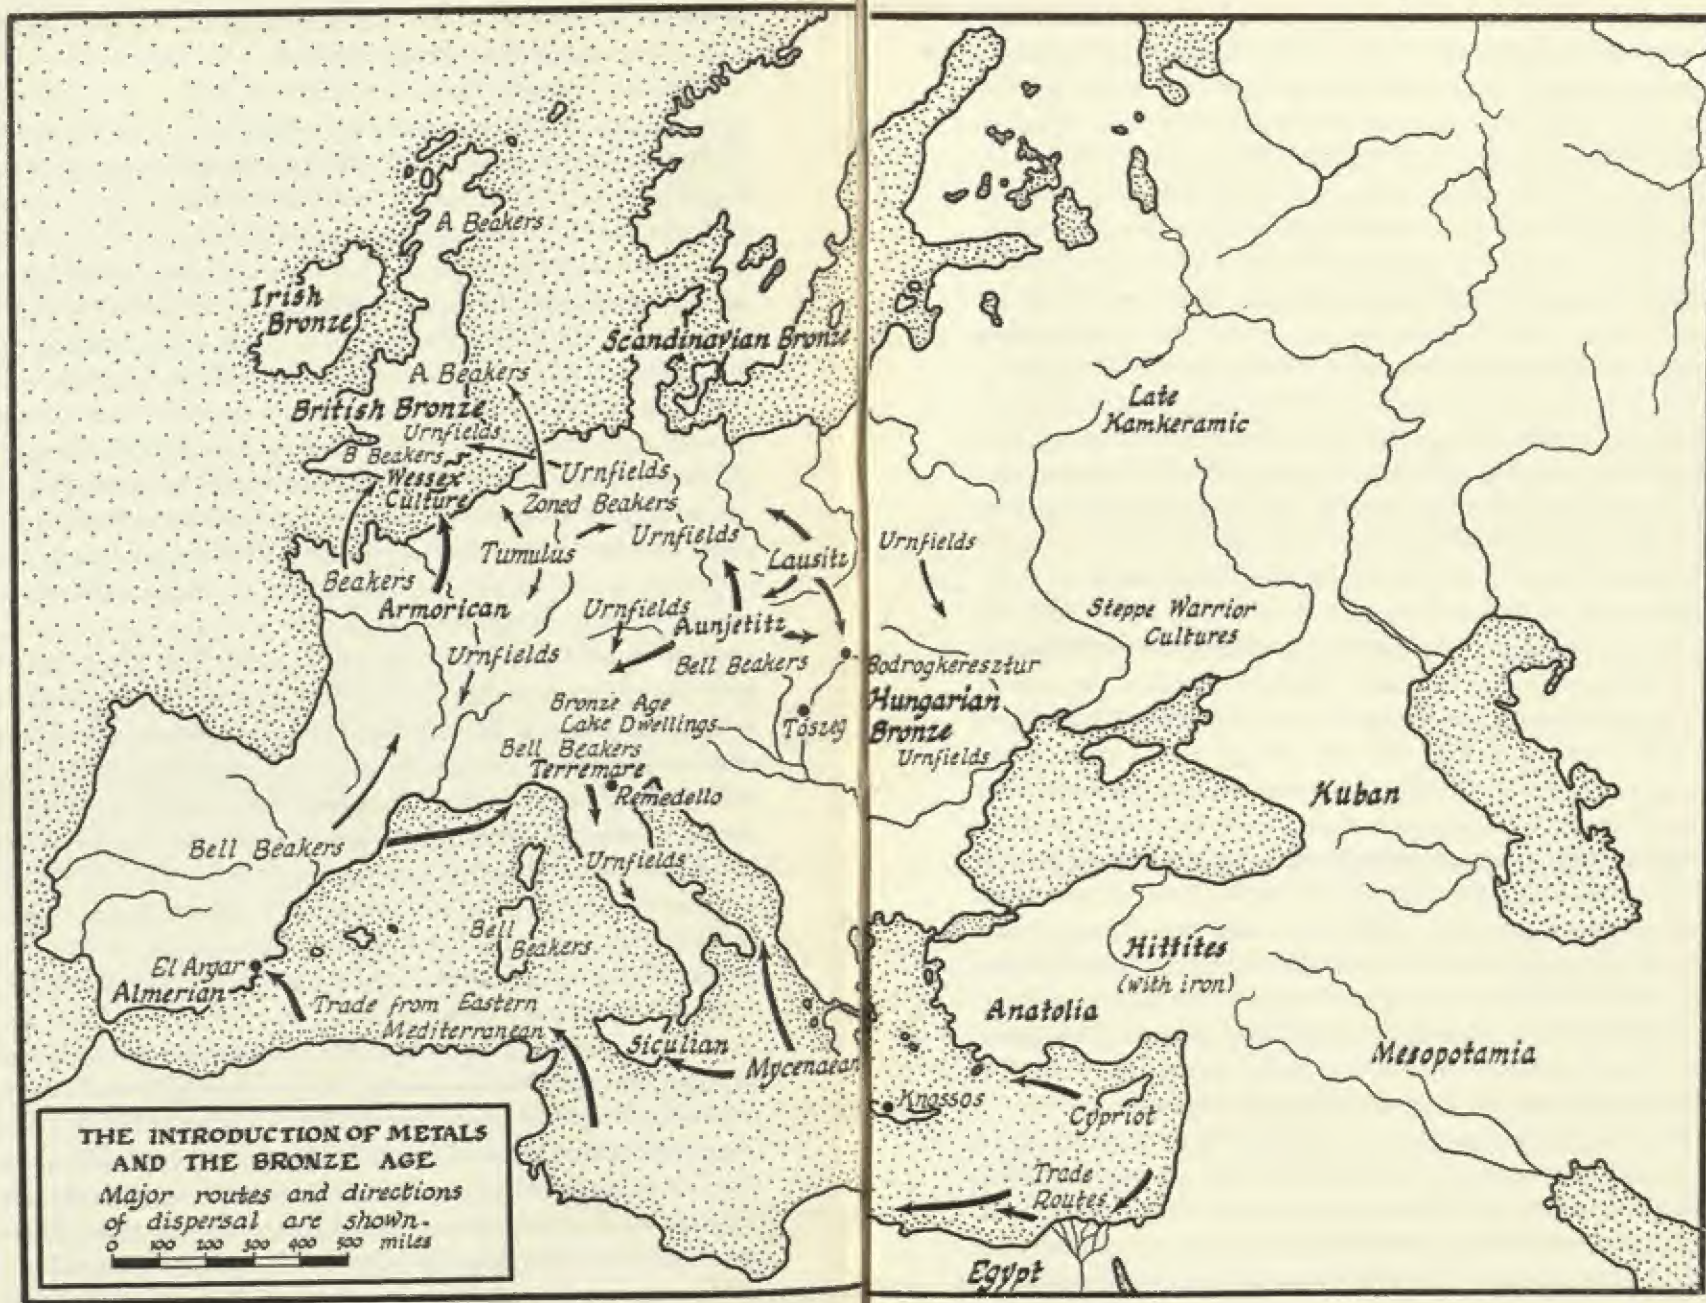 A Beakers
Irish
Bronze
Scandinavian Bronze
A Beakers
British Bronze
Urnfields
B Beakers
Wessex
Culture
Urnfields
Zoned Beakers
Urnfields
Tumulus
Lausitz
Beakers
Armorican
Urnfields
Aunjetitz
Urnfields
Bell Beakers
Bronze Age
Lake Dwellings
Tószeg
Bell Beakers
Terremare
Remedello
Bell Beakers
Urnfields
Bell
Beakers
El Argar
Almerian
Trade from Eastern
Mediterranean
Siculian
Mycenaean
Late
Kamkeramic
Urnfields
Steppe Warrior
Cultures
Bodrogkeresztur
Hungarian
Bronze
Urnfields
Kuban
Hittites
(with iron)
Anatolia
Mesopotamia
Knossos
Cypriot
Trade
Routes
Egypt
THE INTRODUCTION OF METALS
AND THE BRONZE AGE
Major routes and directions
of dispersal are shown.
0 100 200 300 400 500 miles